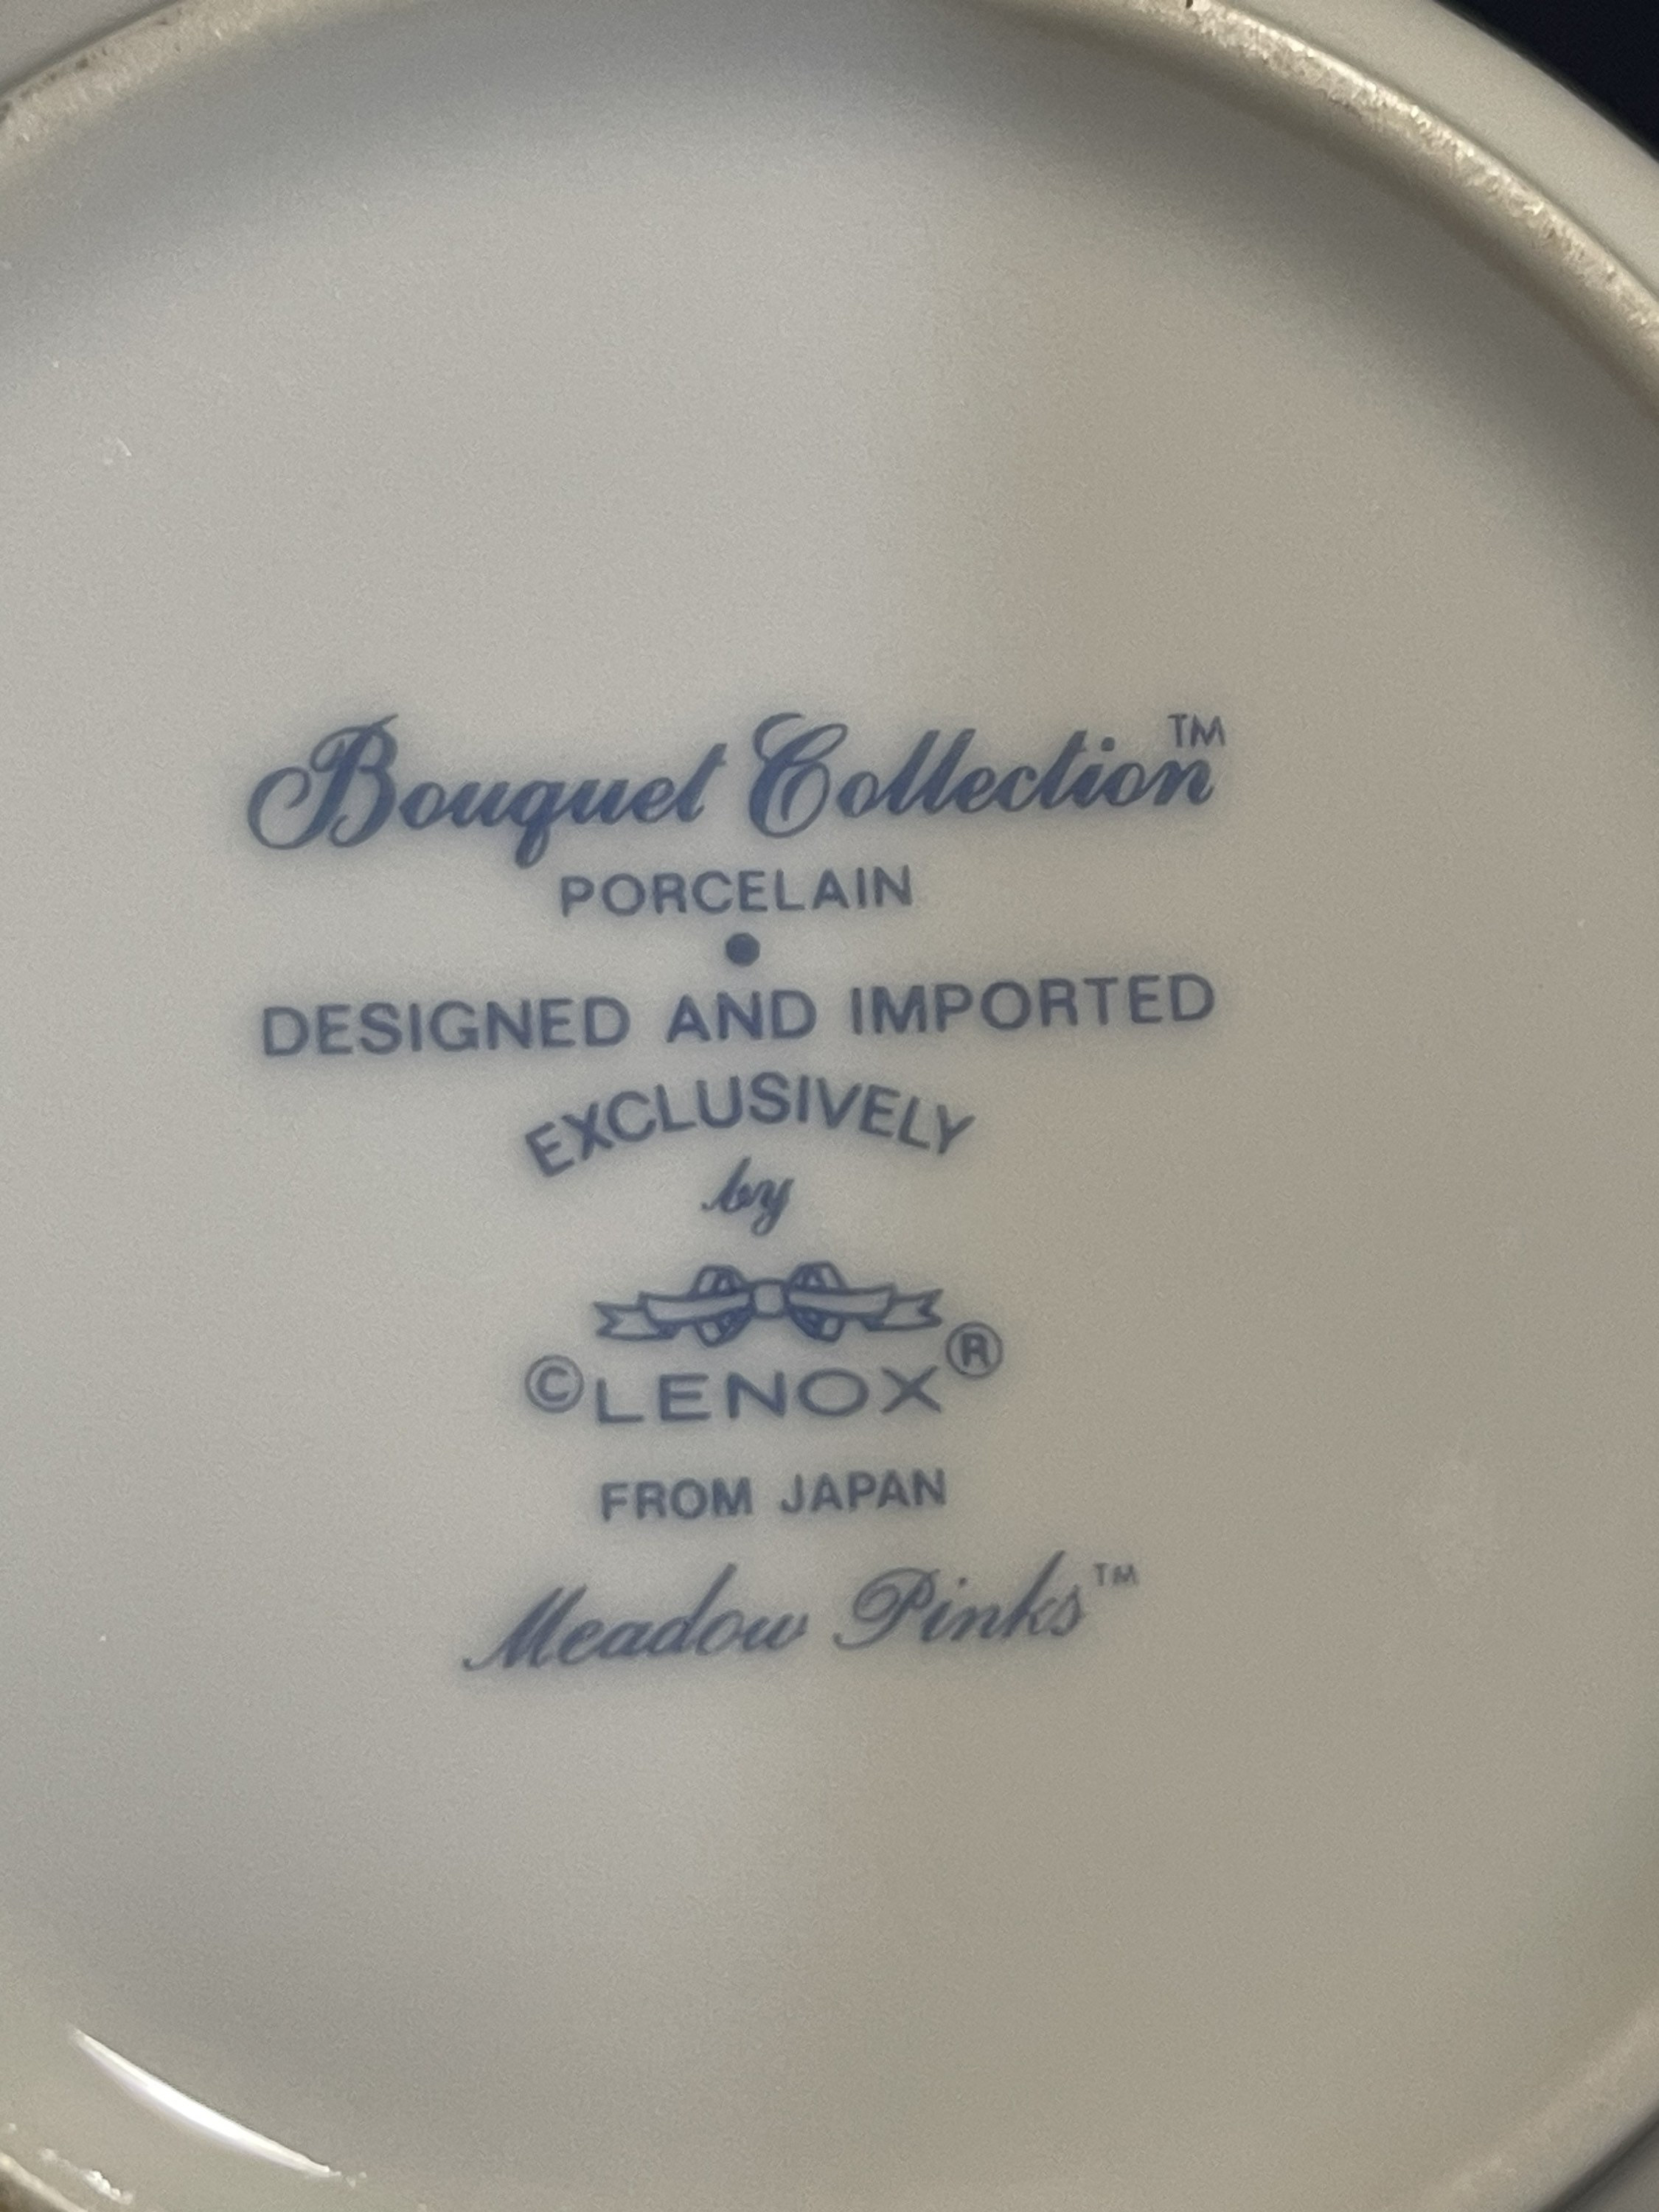 Bouquet Collection™
PORCELAIN
•
DESIGNED AND IMPORTED
EXCLUSIVELY
by
©LENOX®
FROM JAPAN
Meadow Pinks™